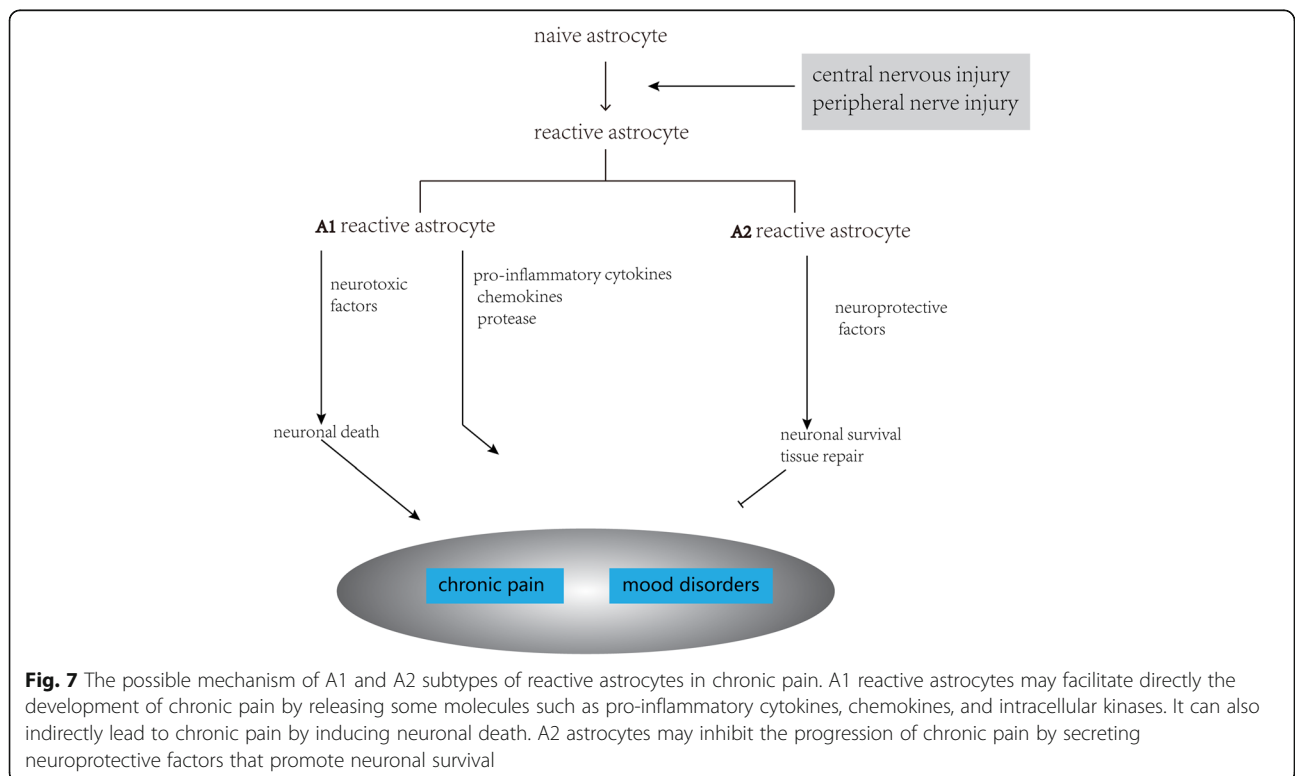 naive astrocyte
central nervous injury
peripheral nerve injury
reactive astrocyte
A1 reactive astrocyte
A2 reactive astrocyte
neurotoxic
factors
pro-inflammatory cytokines
chemokines
protease
neuroprotective
factors
neuronal death
neuronal survival
tissue repair
chronic pain
mood disorders
Fig. 7 The possible mechanism of A1 and A2 subtypes of reactive astrocytes in chronic pain. A1 reactive astrocytes may facilitate directly the
development of chronic pain by releasing some molecules such as pro-inflammatory cytokines, chemokines, and intracellular kinases. It can also
indirectly lead to chronic pain by inducing neuronal death. A2 astrocytes may inhibit the progression of chronic pain by secreting
neuroprotective factors that promote neuronal survival